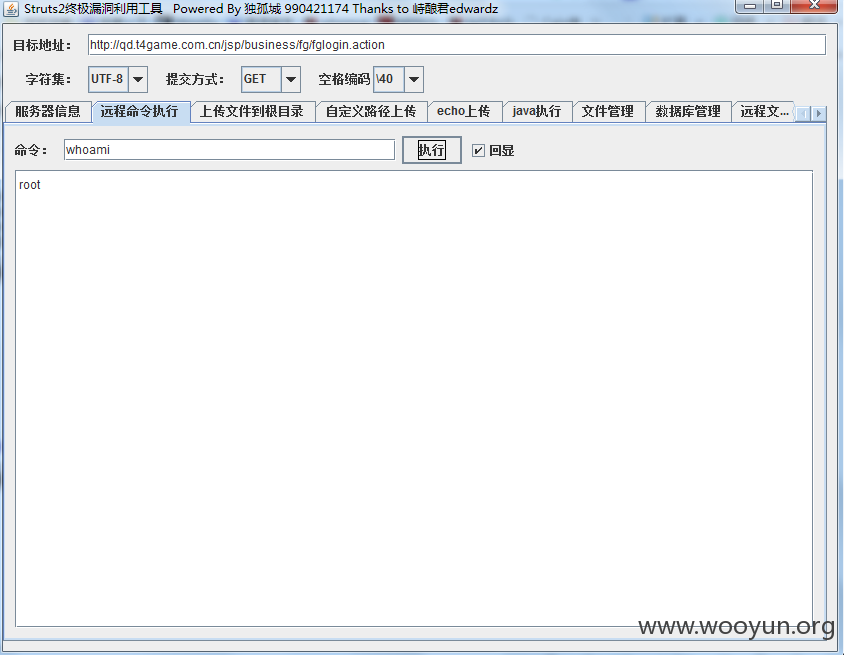 Struts2终极漏洞利用工具 Powered By 独孤城 990421174 Thanks to 峙酿君edwardz
目标地址： http://qd.t4game.com.cn/jsp/business/fg/fglogin.action
字符集： UTF-8 提交方式： GET 空格编码 \40
服务器信息 远程命令执行 上传文件到根目录 自定义路径上传 echo上传 java执行 文件管理 数据库管理 远程文...
命令： whoami 执行 回显
root
www.wooyun.org